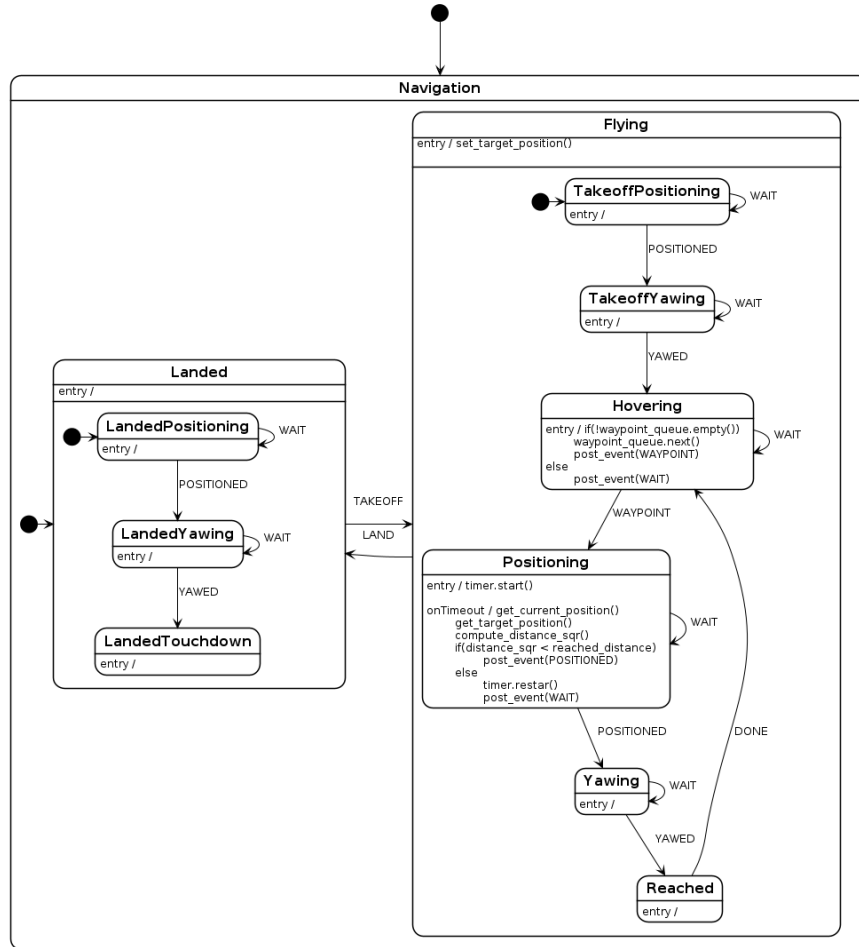 Navigation
Flying
entry / set_target_position()
TakeoffPositioning
entry /
WAIT
POSITIONED
TakeoffYawing
entry /
WAIT
YAWED
Hovering
entry / if(!waypoint_queue.empty())
waypoint_queue.next()
post_event(WAYPOINT)
else
post_event(WAIT)
WAIT
WAYPOINT
Positioning
entry / timer.start()
onTimeout / get_current_position()
get_target_position()
compute_distance_sqr()
if(distance_sqr < reached_distance)
post_event(POSITIONED)
else
timer.restar()
post_event(WAIT)
WAIT
POSITIONED
DONE
Yawing
entry /
WAIT
YAWED
Reached
entry /
Landed
entry /
LandedPositioning
entry /
WAIT
POSITIONED
LandedYawing
entry /
WAIT
YAWED
LandedTouchdown
entry /
TAKEOFF
LAND